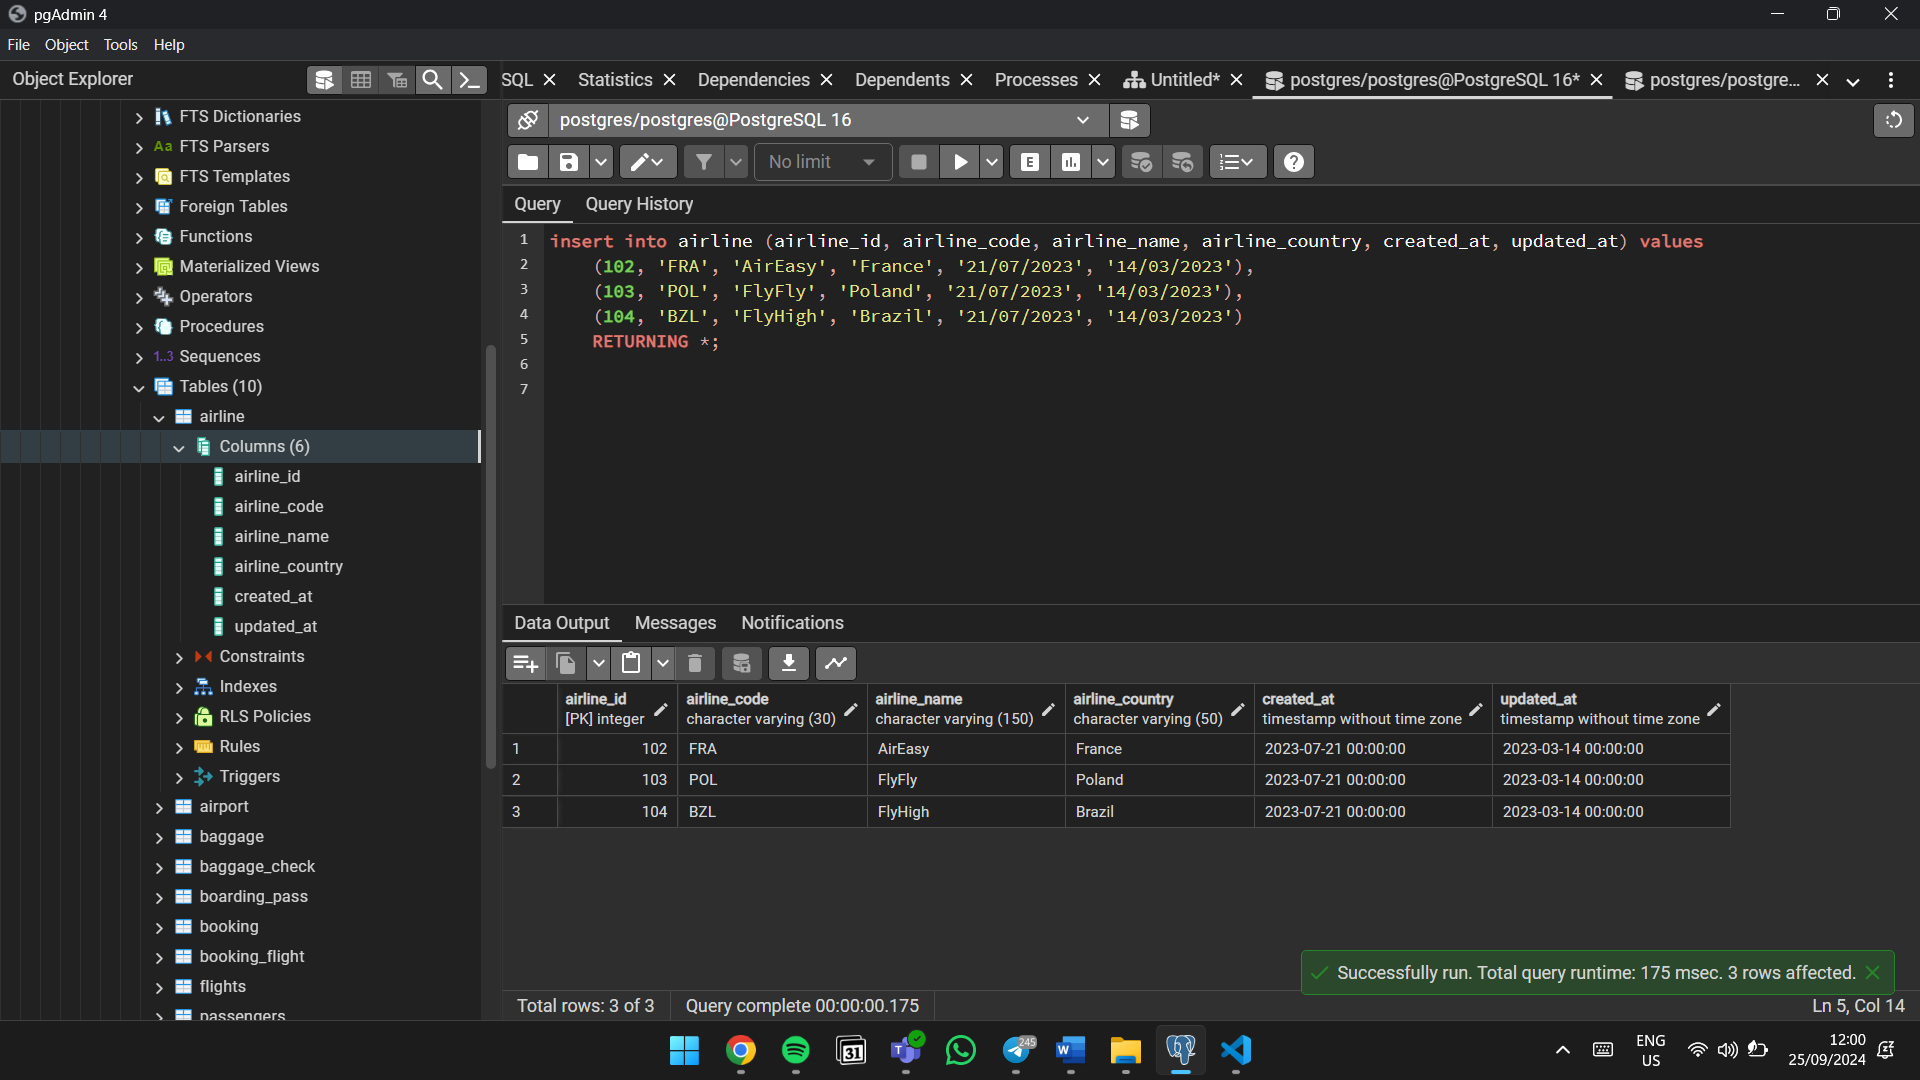 pgAdmin 4
File Object Tools Help
Object Explorer
SQL Statistics Dependencies Dependents Processes Untitled* postgres/postgres@PostgreSQL 16* postgres/postgre...
postgres/postgres@PostgreSQL 16
No limit
E
Query Query History
1 insert into airline (airline_id, airline_code, airline_name, airline_country, created_at, updated_at) values
2 (102, 'FRA', 'AirEasy', 'France', '21/07/2023', '14/03/2023'),
3 (103, 'POL', 'FlyFly', 'Poland', '21/07/2023', '14/03/2023'),
4 (104, 'BZL', 'FlyHigh', 'Brazil', '21/07/2023', '14/03/2023')
5 RETURNING *;
6
7
FTS Dictionaries
Aa FTS Parsers
FTS Templates
Foreign Tables
Functions
Materialized Views
Operators
Procedures
1..3 Sequences
Tables (10)
airline
Columns (6)
airline_id
airline_code
airline_name
airline_country
created_at
updated_at
Constraints
Indexes
RLS Policies
Rules
Triggers
airport
baggage
baggage_check
boarding_pass
booking
booking_flight
flights
passengers
Data Output Messages Notifications
airline_id airline_code airline_name airline_country created_at updated_at
[PK] integer character varying (30) character varying (150) character varying (50) timestamp without time zone timestamp without time zone
1 102 FRA AirEasy France 2023-07-21 00:00:00 2023-03-14 00:00:00
2 103 POL FlyFly Poland 2023-07-21 00:00:00 2023-03-14 00:00:00
3 104 BZL FlyHigh Brazil 2023-07-21 00:00:00 2023-03-14 00:00:00
Successfully run. Total query runtime: 175 msec. 3 rows affected.
Total rows: 3 of 3 Query complete 00:00:00.175 Ln 5, Col 14
31
245
ENG
US
12:00
25/09/2024